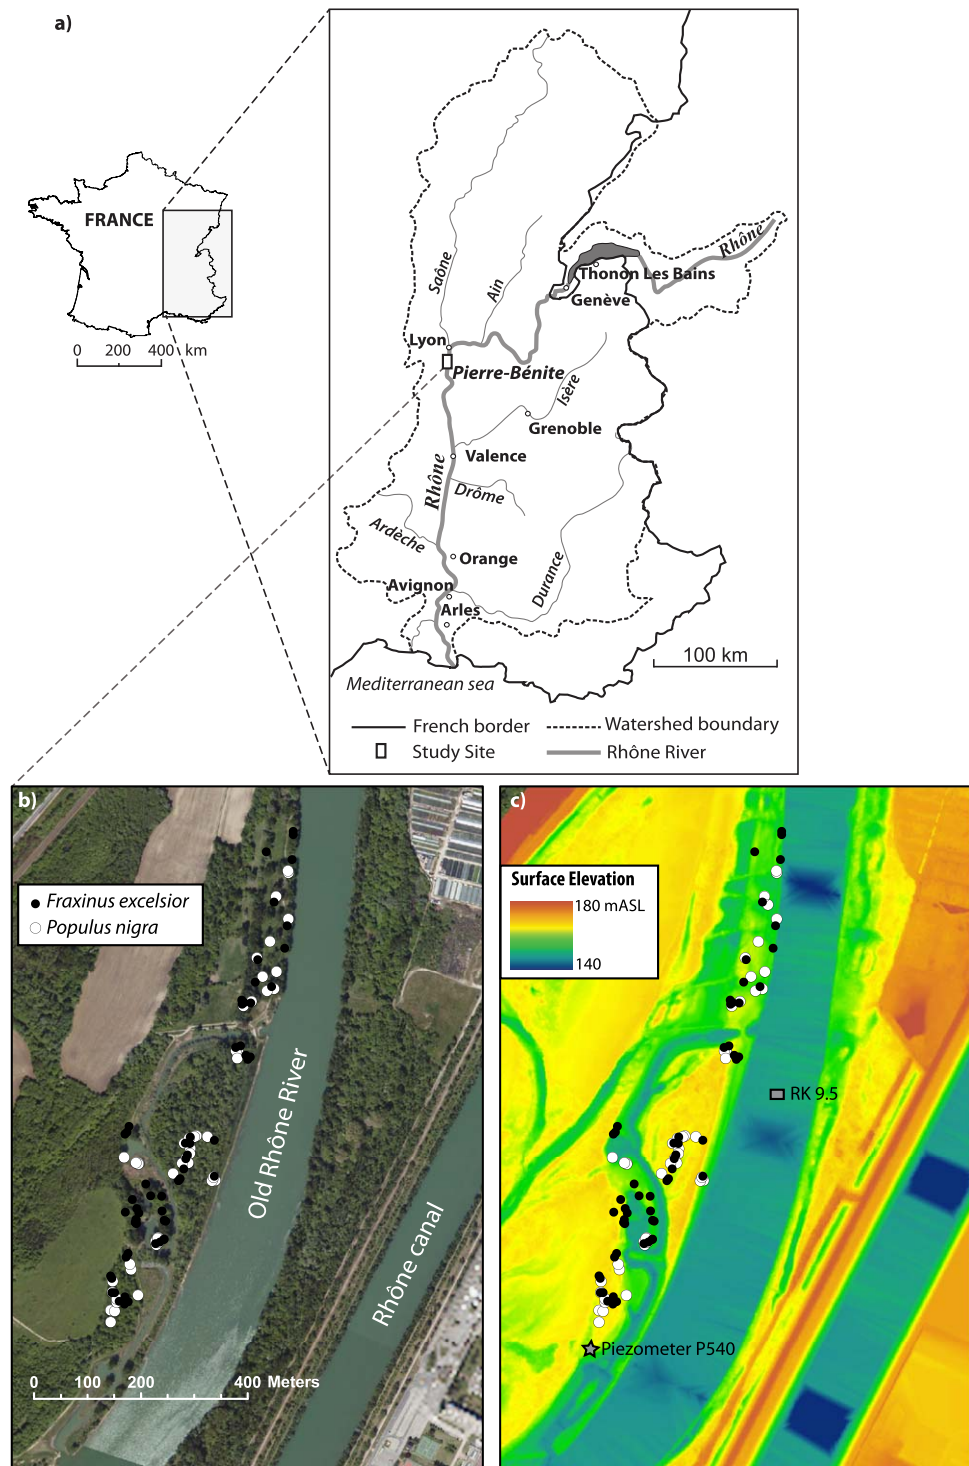 a)
FRANCE
0 200 400 km
Saône
Ain
Rhône
Thonon Les Bains
Genève
Lyon
Pierre-Bénite
Isère
Grenoble
Valence
Rhône
Drôme
Ardèche
Orange
Durance
Avignon
Arles
100 km
Mediterranean sea
French border
Watershed boundary
Study Site
Rhône River
b)
Fraxinus excelsior
Populus nigra
Old Rhône River
Rhône canal
0 100 200 400 Meters
c)
Surface Elevation
180 mASL
140
RK 9.5
Piezometer P540